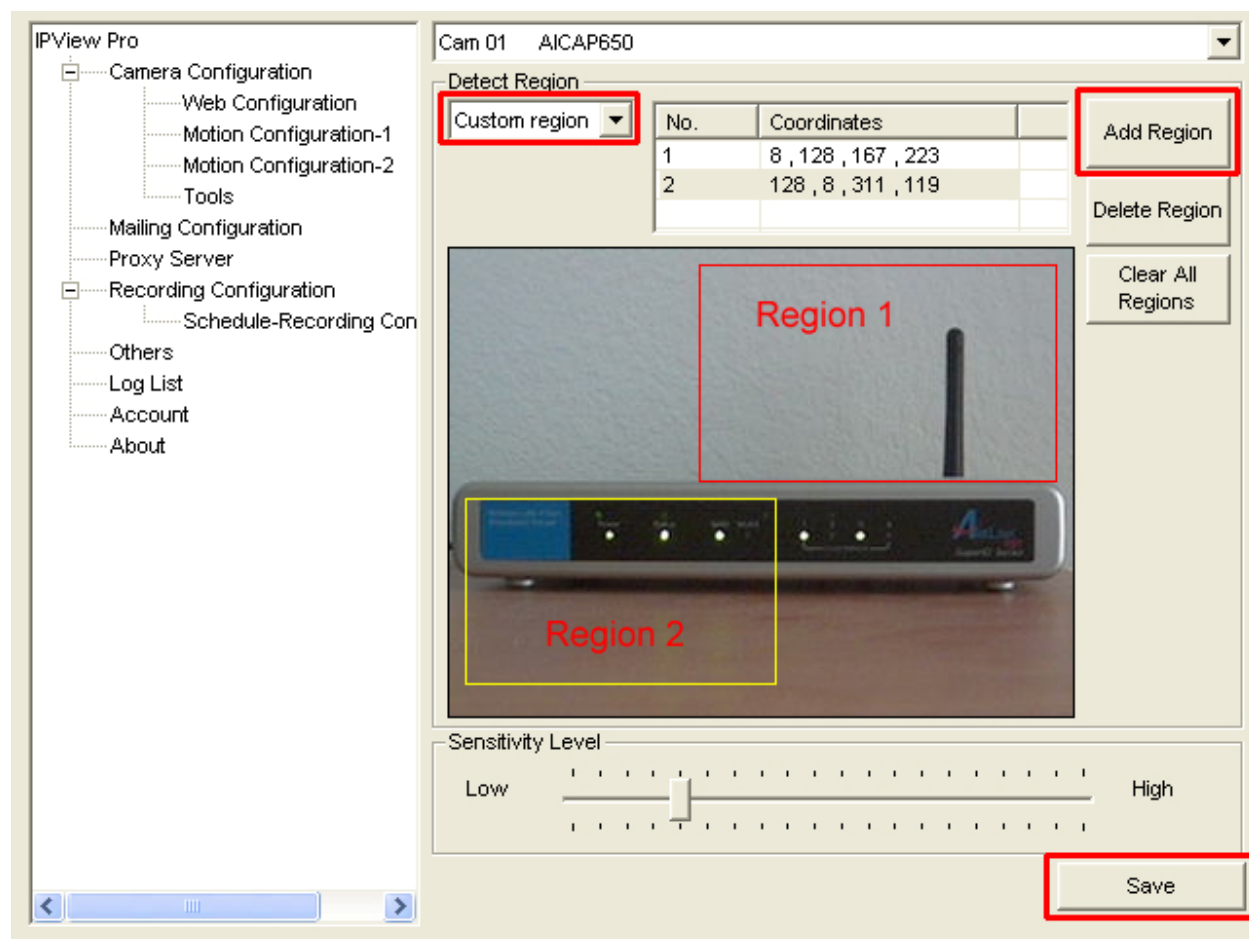 IPView Pro
Camera Configuration
Web Configuration
Motion Configuration-1
Motion Configuration-2
Tools
Mailing Configuration
Proxy Server
Recording Configuration
Schedule-Recording Con
Others
Log List
Account
About
Cam 01 AICAP650
Detect Region
Custom region
No. Coordinates
1 8 , 128 , 167 , 223
2 128 , 8 , 311 , 119
Add Region
Delete Region
Clear All
Regions
Region 1
Region 2
Sensitivity Level
Low
High
Save